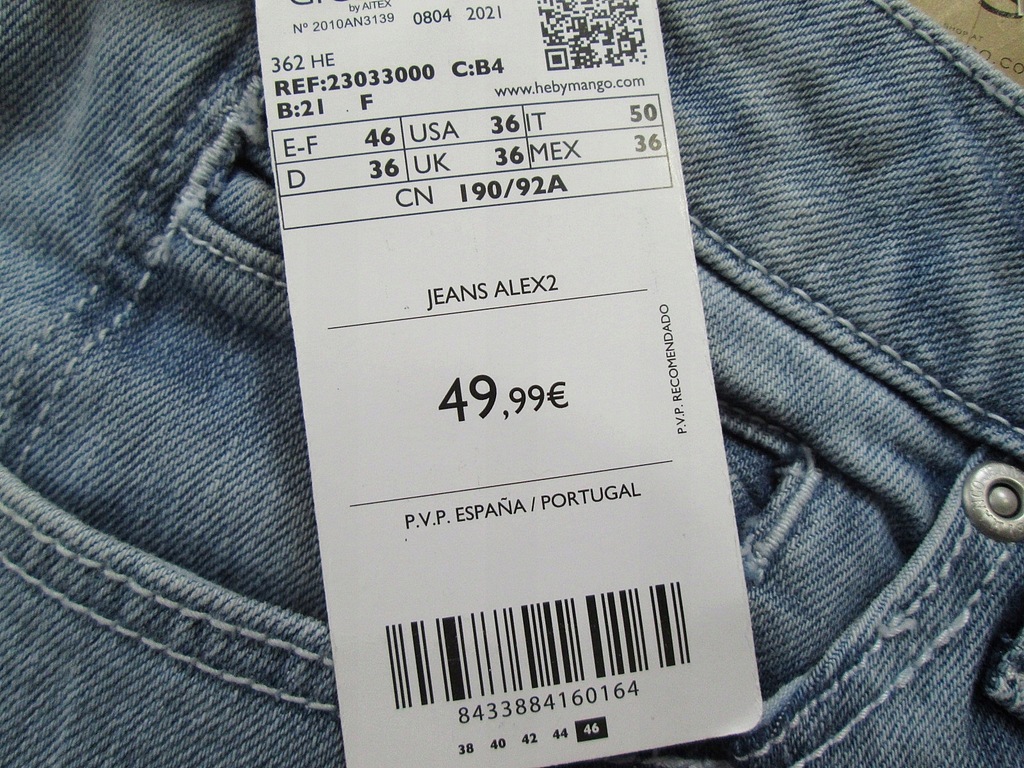 by AITEX
Nº 2010AN3139 0804 2021
362 HE
REF:23033000 C:B4
B:21 F
www.hebymango.com
E-F 46 USA 36 IT 50
D 36 UK 36 MEX 36
CN 190/92A
JEANS ALEX2
49,99€
P.V.P. RECOMENDADO
P.V.P. ESPAÑA / PORTUGAL
8433884160164
38 40 42 44 46